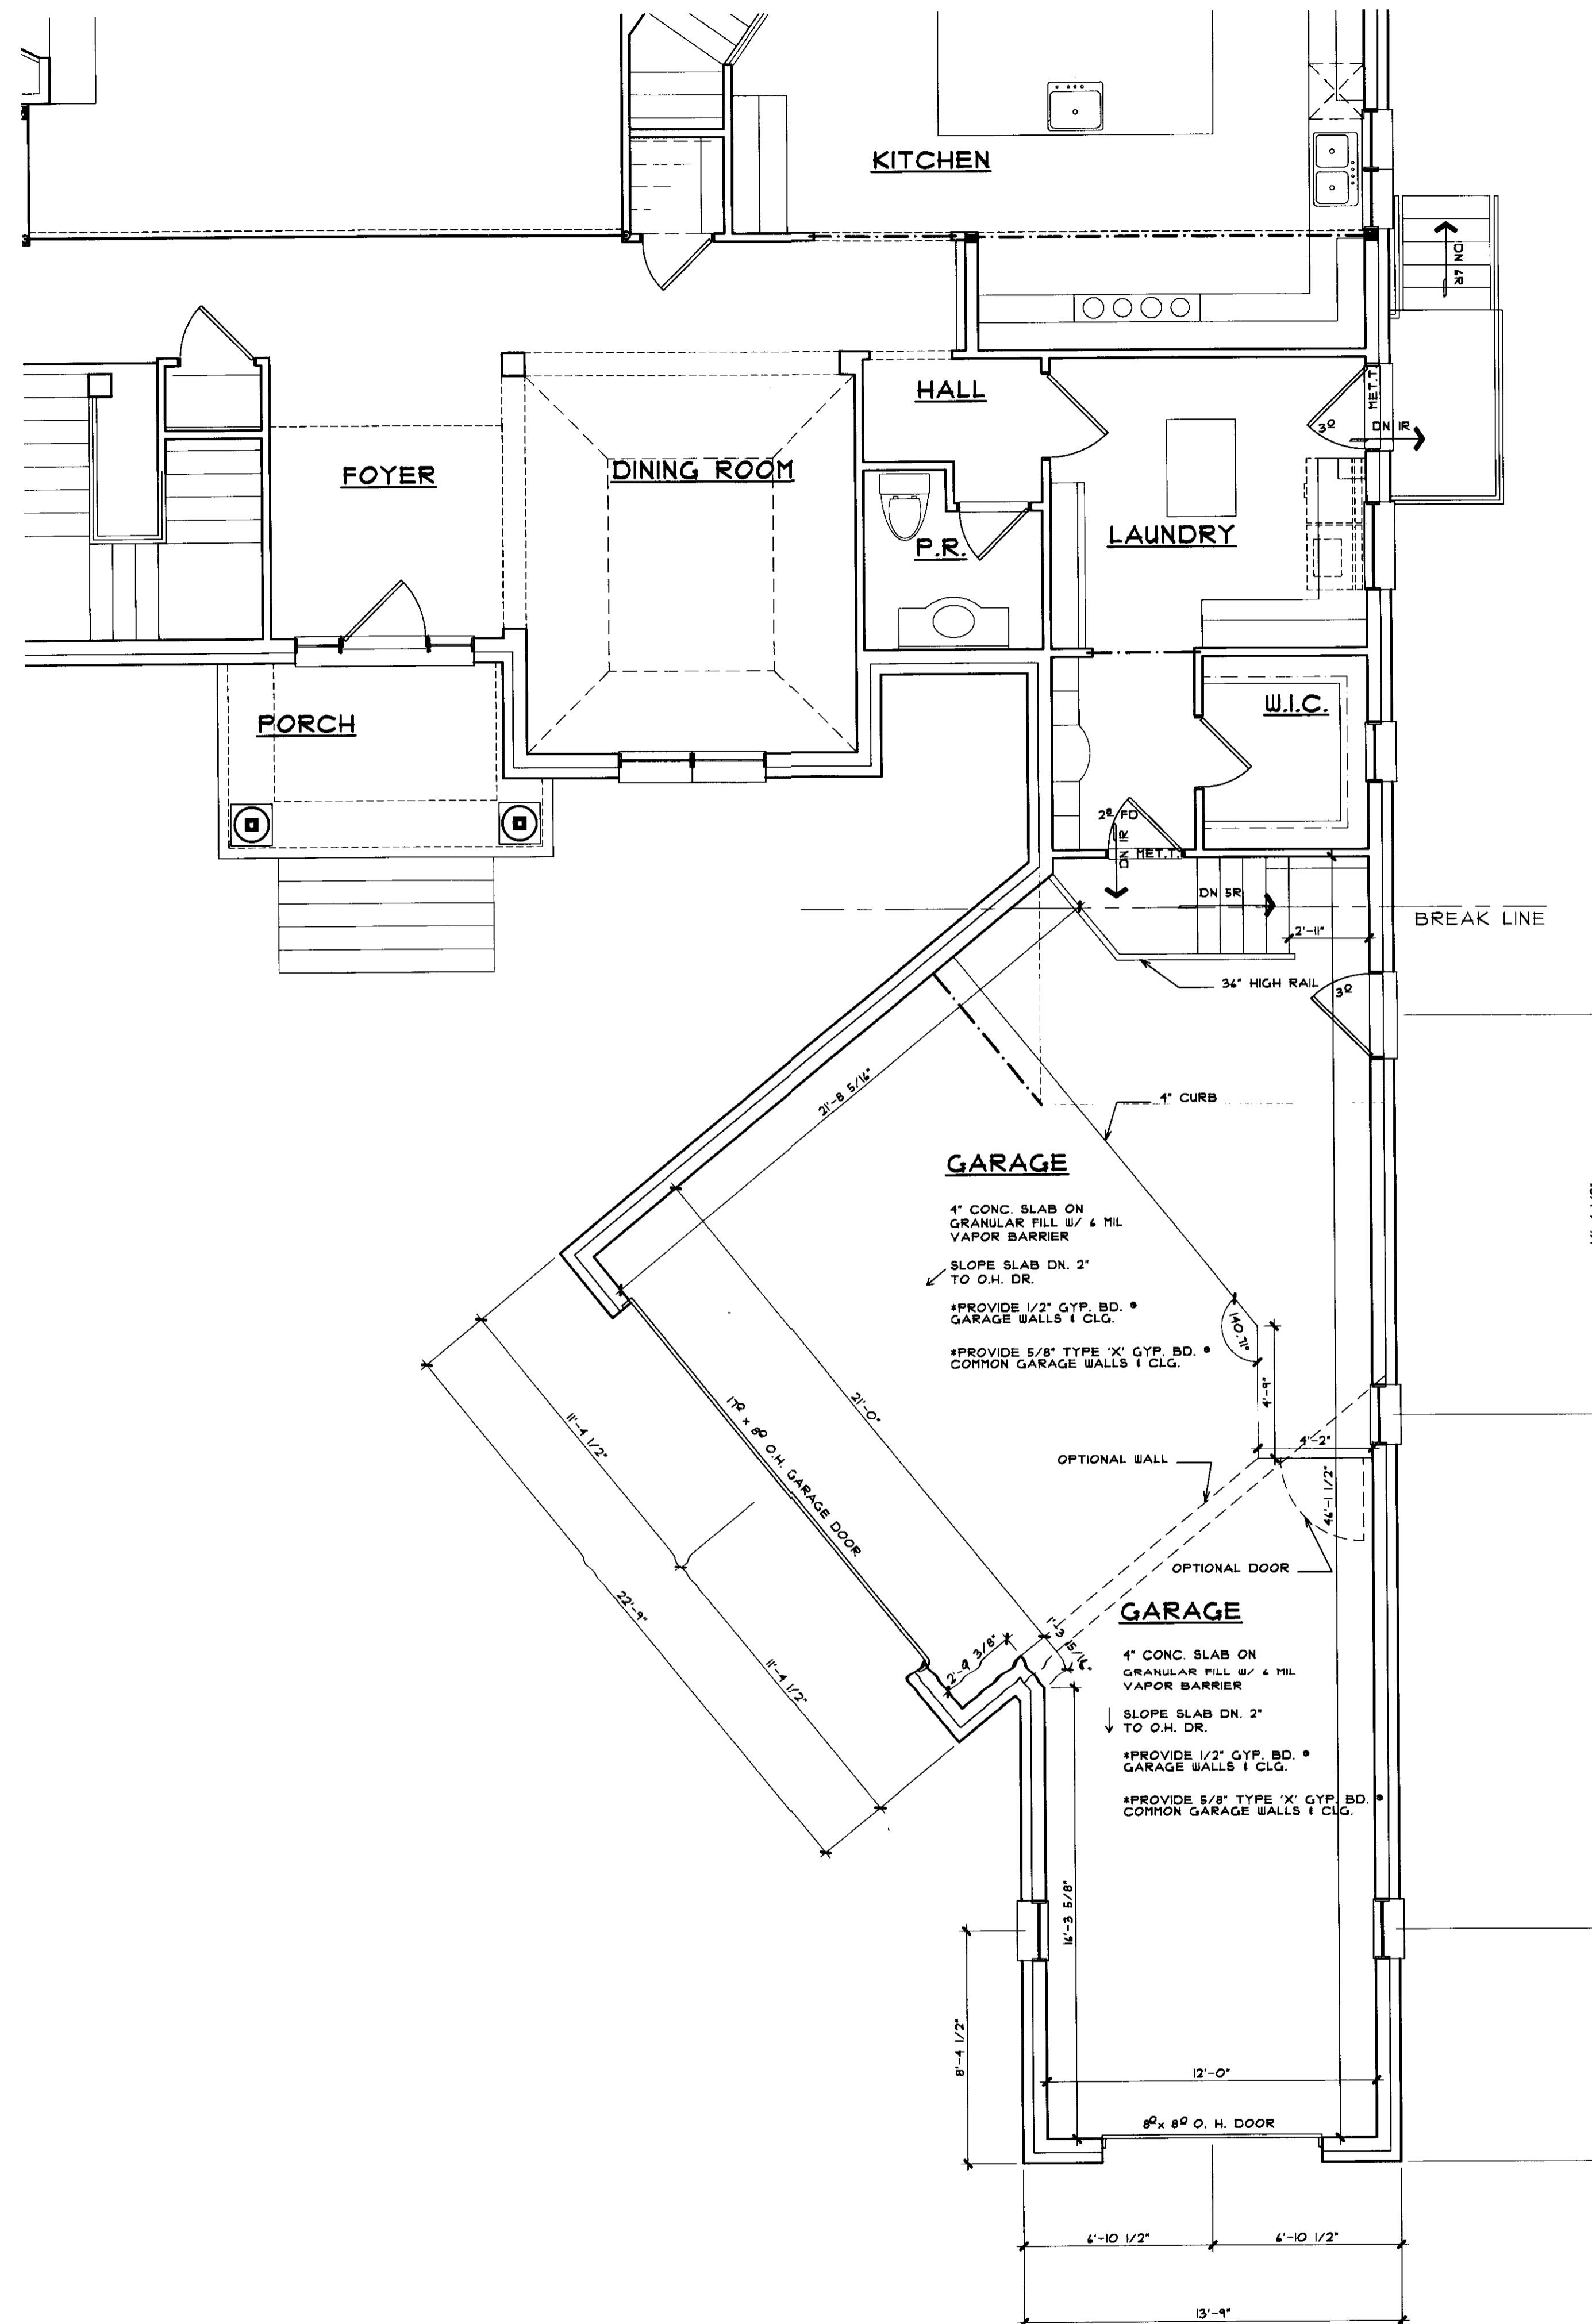 KITCHEN
DN 6R
HALL
MET.T.
3⁰
DN 1R
FOYER
DINING ROOM
P.R.
LAUNDRY
W.I.C.
PORCH
2⁸ FD
DN 1R
MET.T.
DN 5R
BREAK LINE
2'-11"
36" HIGH RAIL
3⁰
21'-8 5/16"
4" CURB
GARAGE
4" CONC. SLAB ON
GRANULAR FILL W/ 6 MIL
VAPOR BARRIER
SLOPE SLAB DN. 2"
TO O.H. DR.
*PROVIDE 1/2" GYP. BD. @
GARAGE WALLS & CLG.
*PROVIDE 5/8" TYPE 'X' GYP. BD. @
COMMON GARAGE WALLS & CLG.
140.71°
4'-9"
4'-2"
46'-1 1/2"
11'-4 1/2"
17⁰ x 8⁰ O.H. GARAGE DOOR
21'-0"
OPTIONAL WALL
OPTIONAL DOOR
22'-9"
11'-4 1/2"
2'-9 3/8"
1'-3 15/16"
GARAGE
4" CONC. SLAB ON
GRANULAR FILL W/ 6 MIL
VAPOR BARRIER
SLOPE SLAB DN. 2"
TO O.H. DR.
*PROVIDE 1/2" GYP. BD. @
GARAGE WALLS & CLG.
*PROVIDE 5/8" TYPE 'X' GYP. BD. @
COMMON GARAGE WALLS & CLG.
16'-3 5/8"
8'-4 1/2"
12'-0"
8⁰ x 8⁰ O. H. DOOR
6'-10 1/2"
6'-10 1/2"
13'-9"